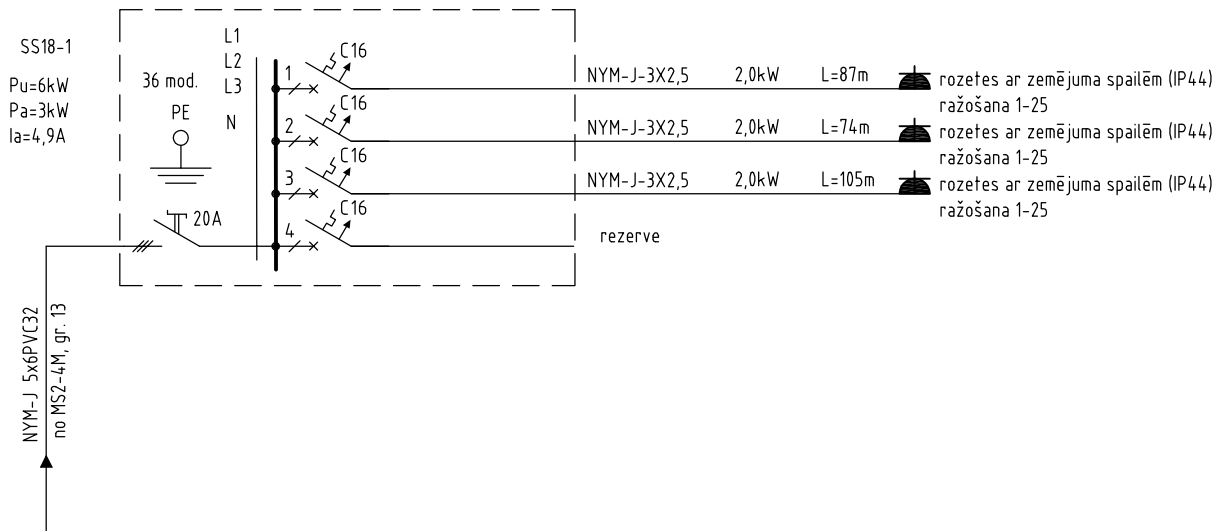 SS18-1
Pu=6kW
Pa=3kW
Ia=4,9A
36 mod.
PE
L1
L2
L3
N
20A
1
C16
NYM-J-3X2,5 2,0kW L=87m
rozetes ar zemējuma spailēm (IP44)
ražošana 1-25
2
C16
NYM-J-3X2,5 2,0kW L=74m
rozetes ar zemējuma spailēm (IP44)
ražošana 1-25
3
C16
NYM-J-3X2,5 2,0kW L=105m
rozetes ar zemējuma spailēm (IP44)
ražošana 1-25
4
C16
rezerve
NYM-J 5x6PVC32
no MS2-4M, gr. 13